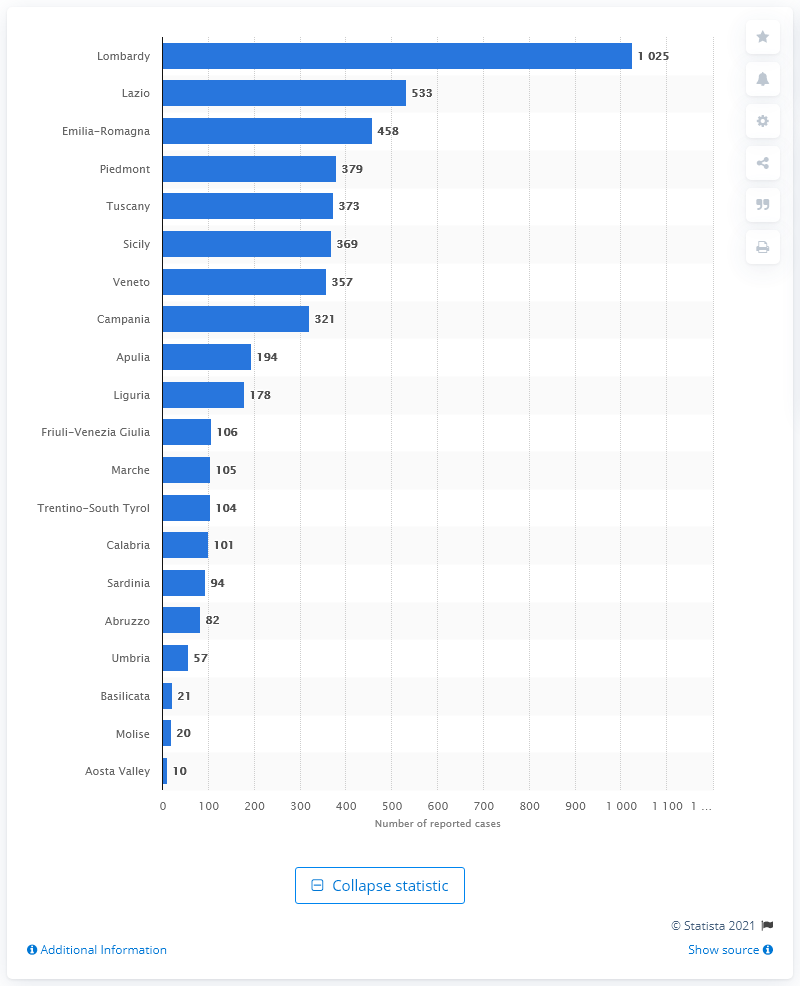 Lombardy 1 025
Lazio 533
Emilia-Romagna 458
Piedmont 379
Tuscany 373
Sicily 369
Veneto 357
Campania 321
Apulia 194
Liguria 178
Friuli-Venezia Giulia 106
Marche 105
Trentino-South Tyrol 104
Calabria 101
Sardinia 94
Abruzzo 82
Umbria 57
Basilicata 21
Molise 20
Aosta Valley 10
0 100 200 300 400 500 600 700 800 900 1 000 1 100 1 ...
Number of reported cases
Collapse statistic
© Statista 2021
Additional Information
Show source